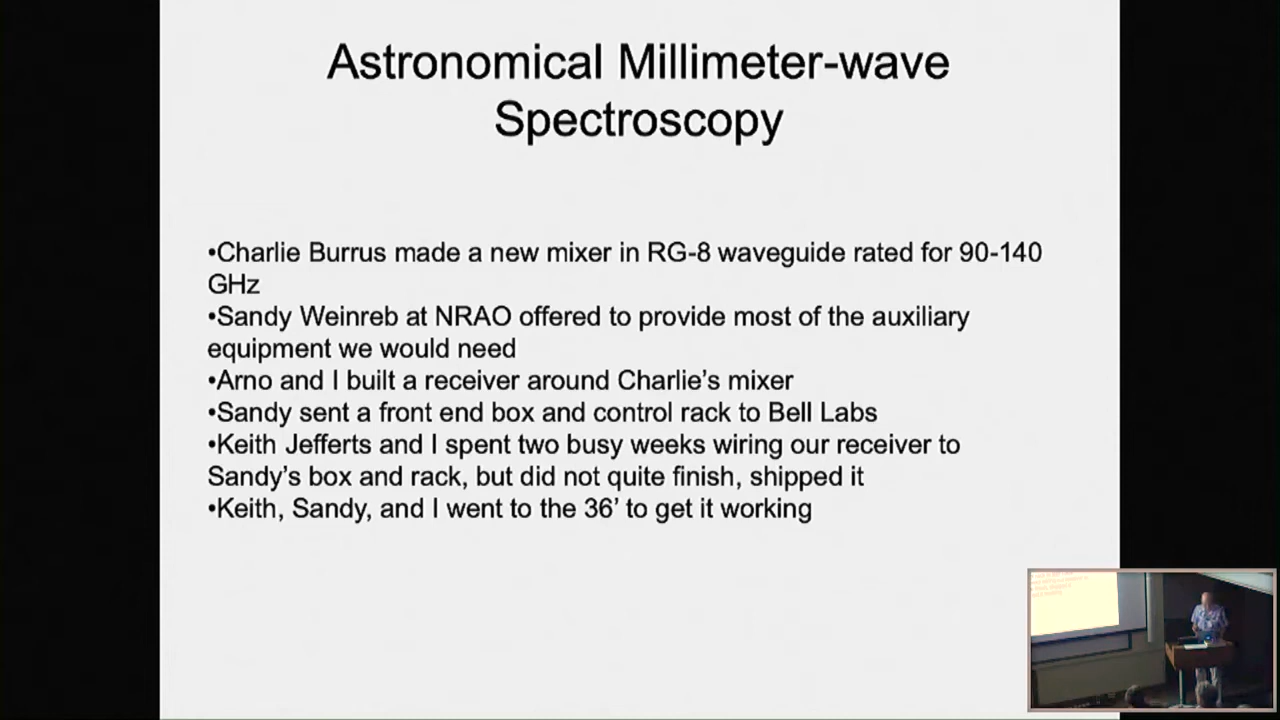 Astronomical Millimeter-wave
Spectroscopy
•Charlie Burrus made a new mixer in RG-8 waveguide rated for 90-140
GHz
•Sandy Weinreb at NRAO offered to provide most of the auxiliary
equipment we would need
•Arno and I built a receiver around Charlie’s mixer
•Sandy sent a front end box and control rack to Bell Labs
•Keith Jefferts and I spent two busy weeks wiring our receiver to
Sandy’s box and rack, but did not quite finish, shipped it
•Keith, Sandy, and I went to the 36’ to get it working